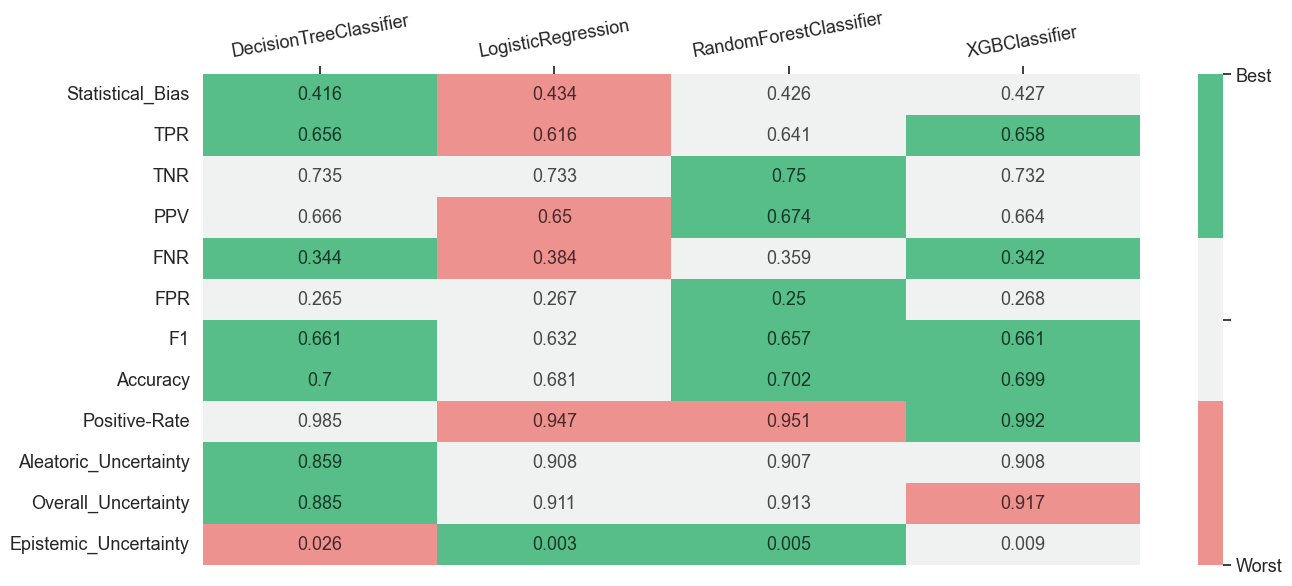 DecisionTreeClassifier LogisticRegression RandomForestClassifier XGBClassifier
Best
Statistical_Bias 0.416 0.434 0.426 0.427
TPR 0.656 0.616 0.641 0.658
TNR 0.735 0.733 0.75 0.732
PPV 0.666 0.65 0.674 0.664
FNR 0.344 0.384 0.359 0.342
FPR 0.265 0.267 0.25 0.268
F1 0.661 0.632 0.657 0.661
Accuracy 0.7 0.681 0.702 0.699
Positive-Rate 0.985 0.947 0.951 0.992
Aleatoric_Uncertainty 0.859 0.908 0.907 0.908
Overall_Uncertainty 0.885 0.911 0.913 0.917
Epistemic_Uncertainty 0.026 0.003 0.005 0.009
Worst